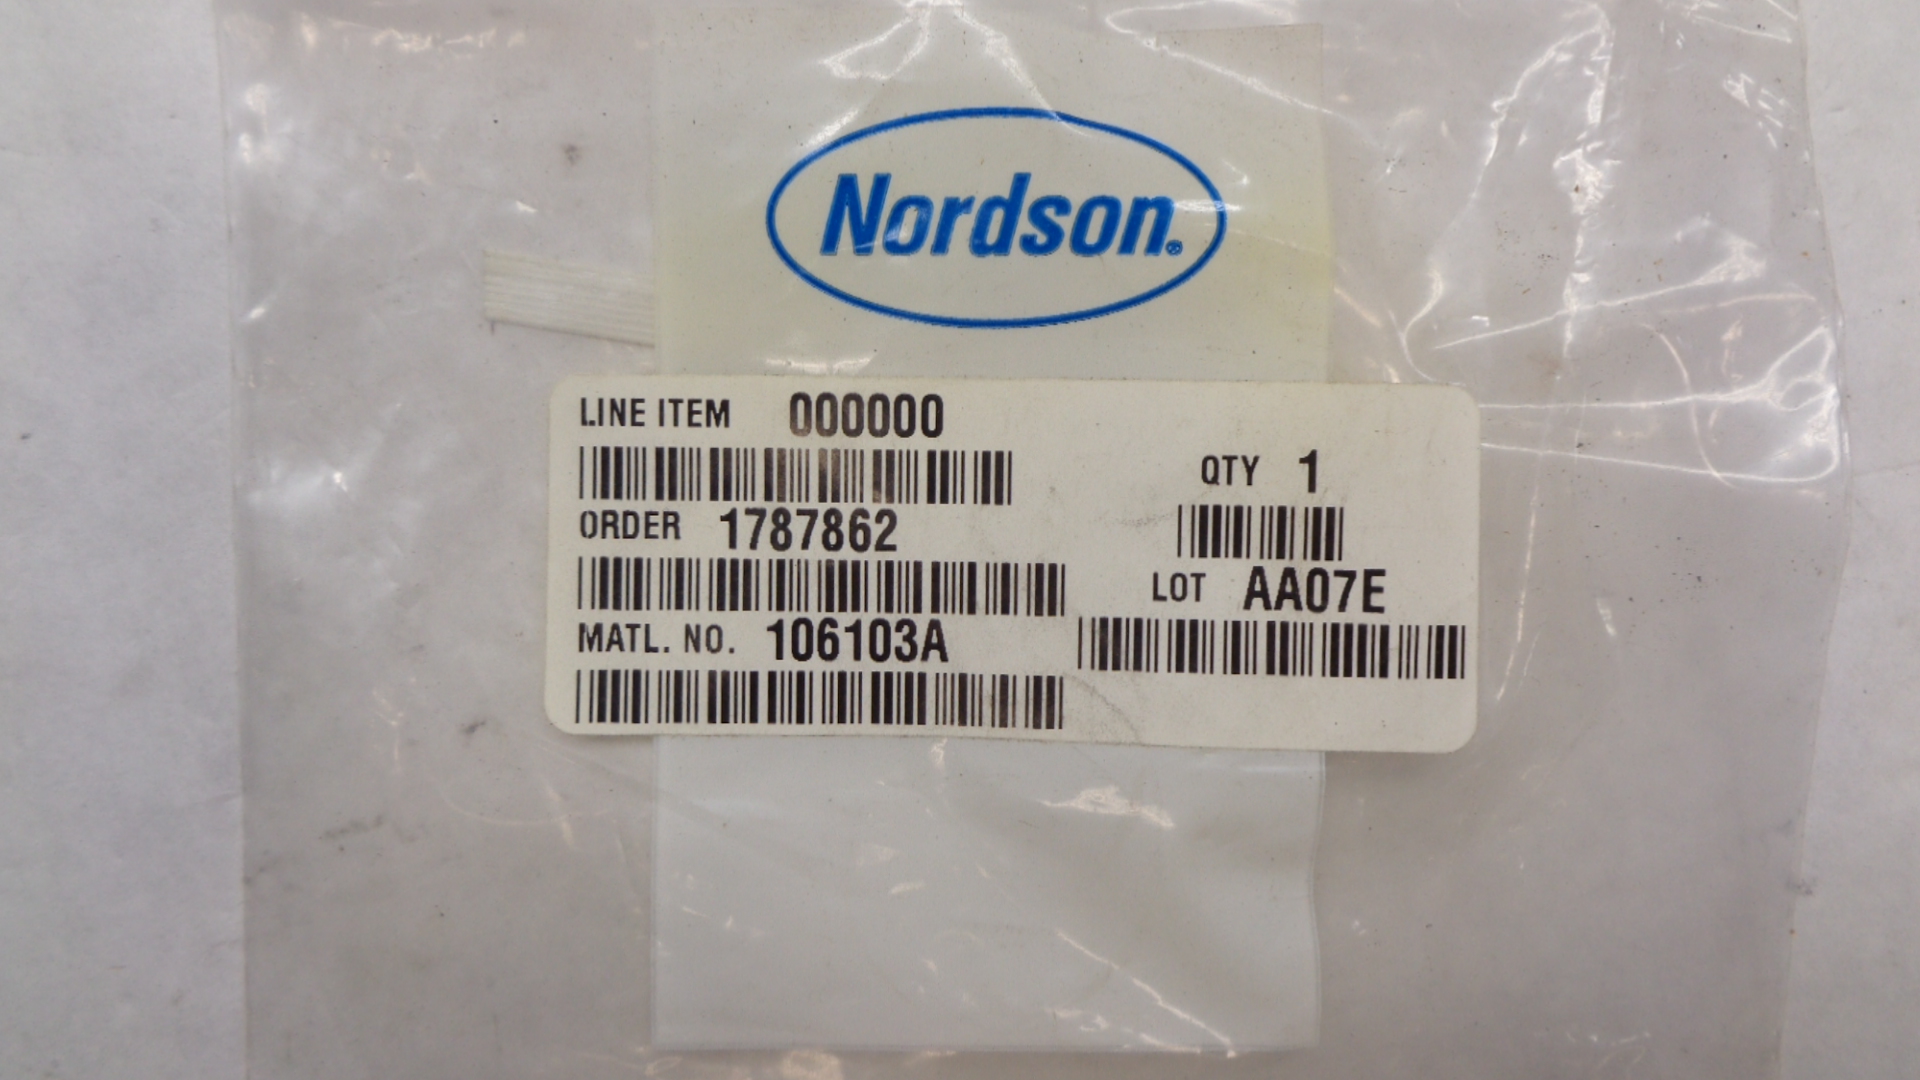 Nordson®
LINE ITEM 000000
QTY 1
ORDER 1787862
LOT AA07E
MATL. NO. 106103A